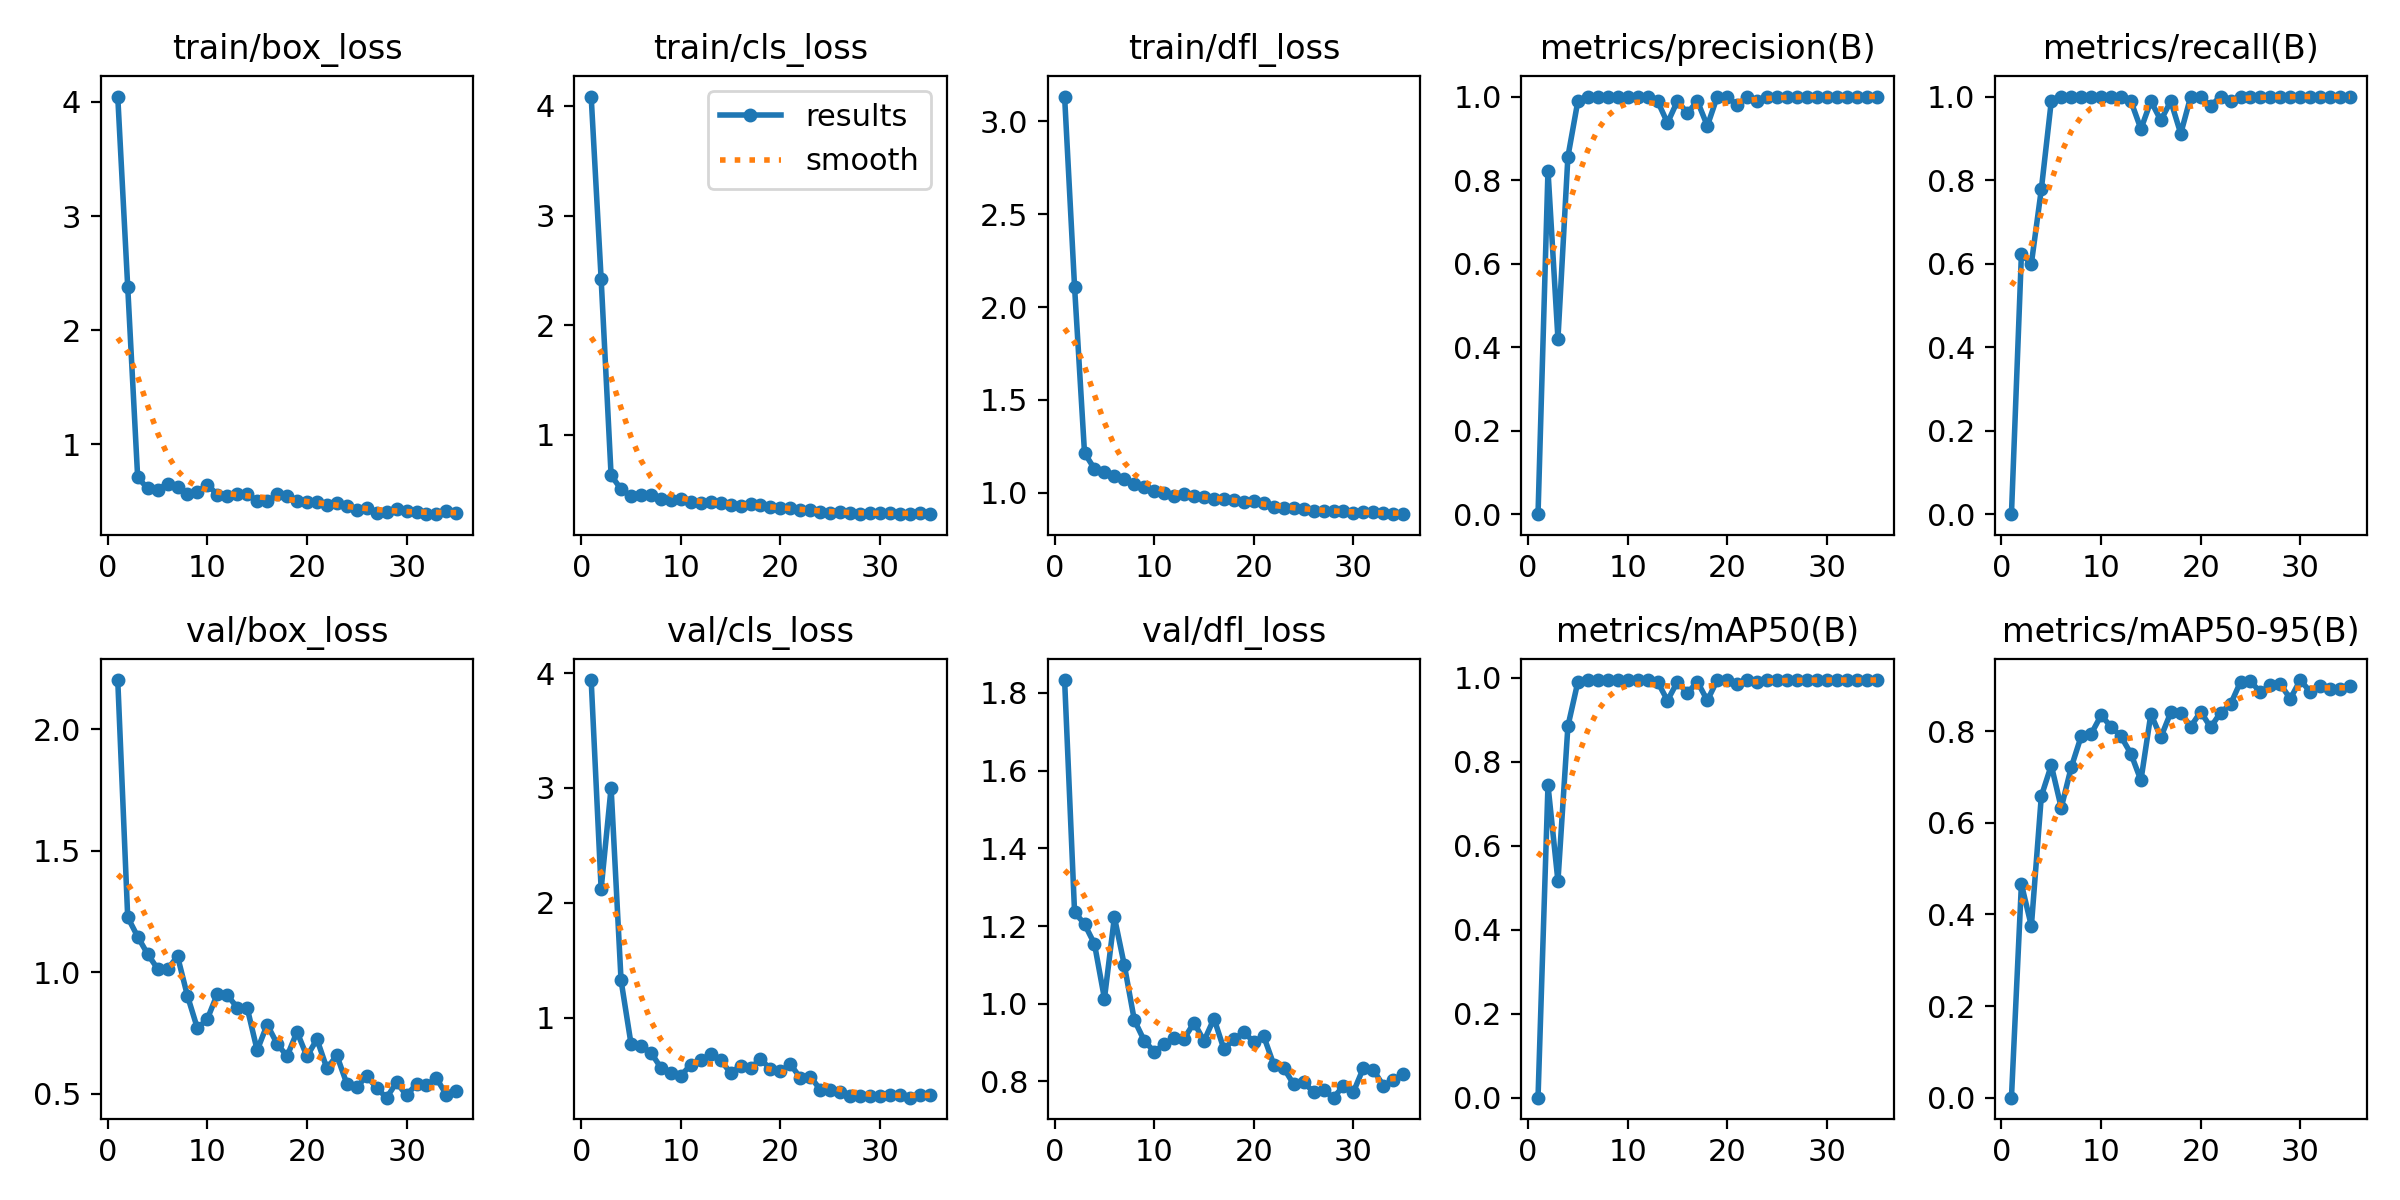 train/box_loss
4
3
2
1
0 10 20 30
train/cls_loss
results
smooth
4
3
2
1
0 10 20 30
train/dfl_loss
3.0
2.5
2.0
1.5
1.0
0 10 20 30
metrics/precision(B)
1.0
0.8
0.6
0.4
0.2
0.0
0 10 20 30
metrics/recall(B)
1.0
0.8
0.6
0.4
0.2
0.0
0 10 20 30
val/box_loss
2.0
1.5
1.0
0.5
0 10 20 30
val/cls_loss
4
3
2
1
0 10 20 30
val/dfl_loss
1.8
1.6
1.4
1.2
1.0
0.8
0 10 20 30
metrics/mAP50(B)
1.0
0.8
0.6
0.4
0.2
0.0
0 10 20 30
metrics/mAP50-95(B)
0.8
0.6
0.4
0.2
0.0
0 10 20 30